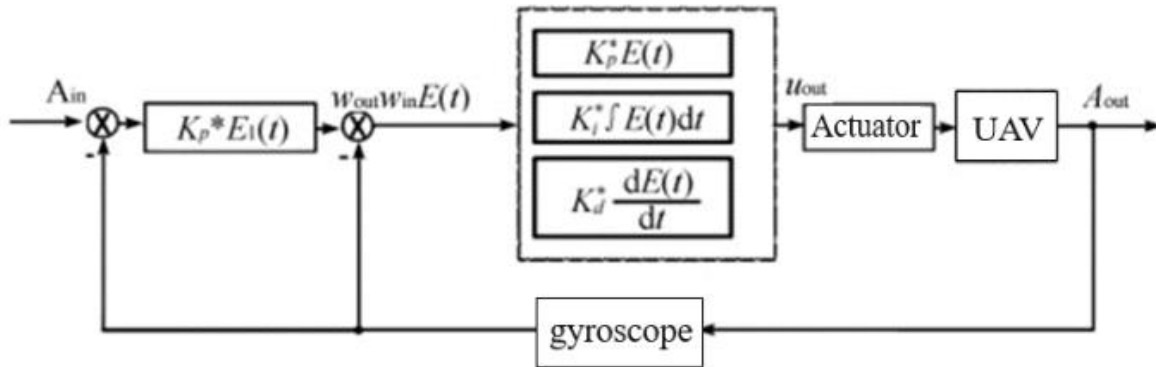 A_in
K_p*E_1(t)
w_out w_in E(t)
K_p^* E(t)
K_i^* ∫ E(t)dt
K_d^* dE(t)/dt
u_out
Actuator
UAV
A_out
-
-
gyroscope